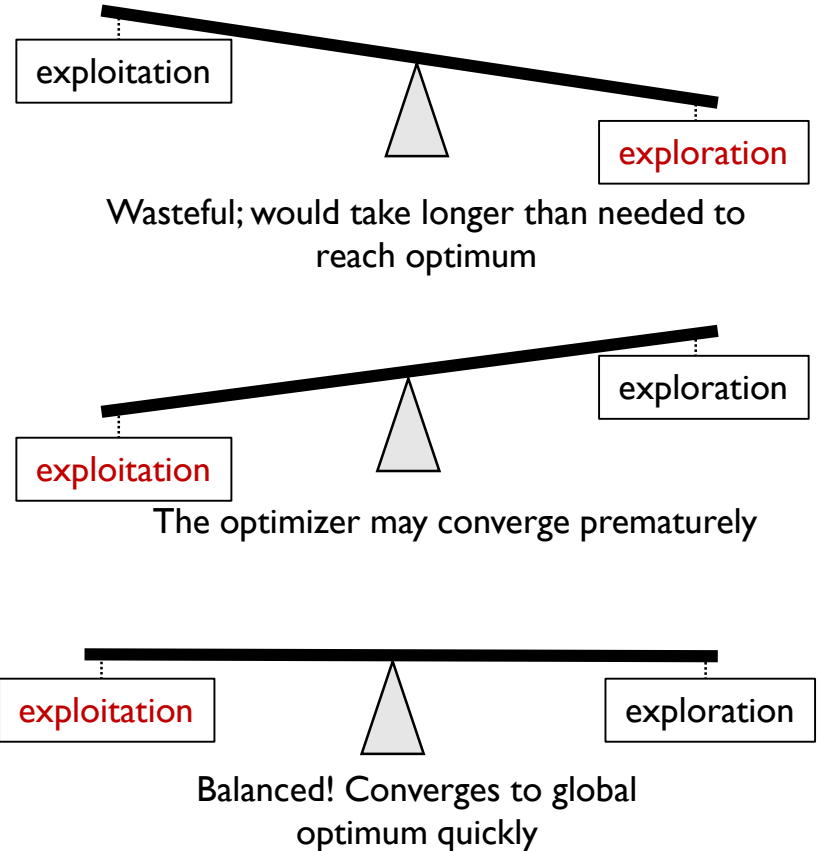 exploitation
exploration
Wasteful; would take longer than needed to
reach optimum
exploration
exploitation
The optimizer may converge prematurely
exploitation
exploration
Balanced! Converges to global
optimum quickly